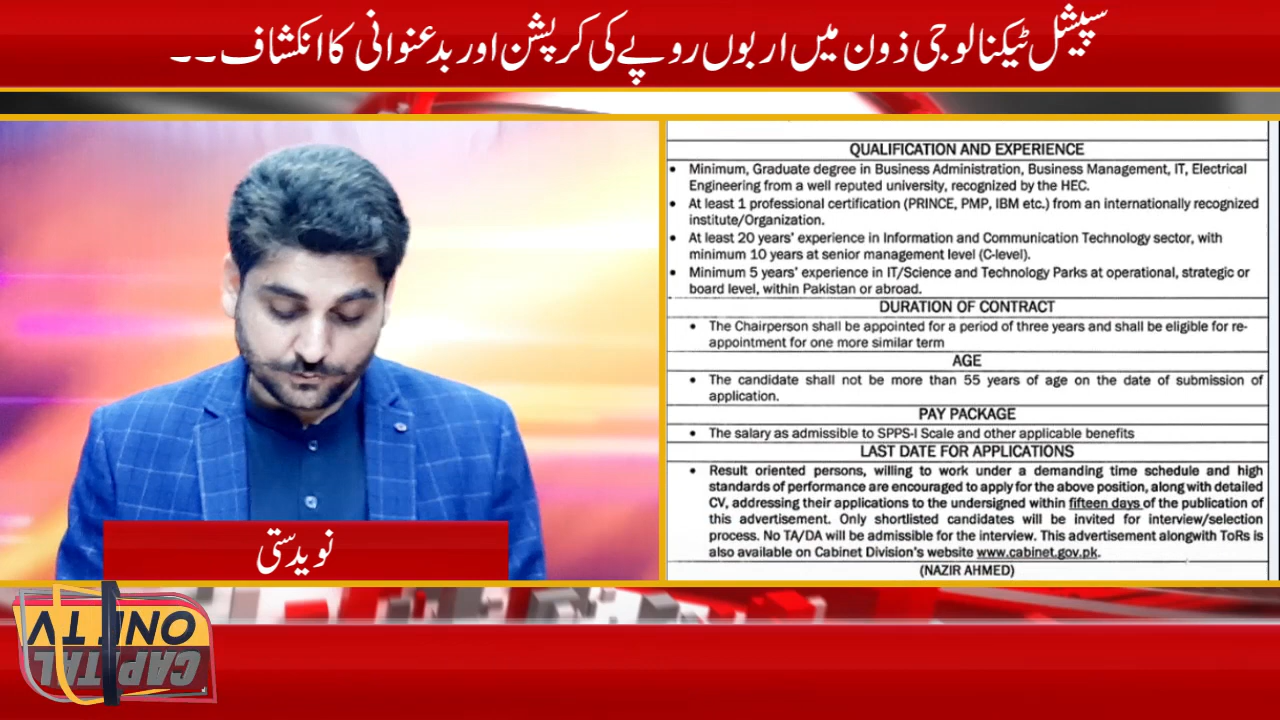 سپیشل ٹیکنالوجی زون میں اربوں روپے کی کرپشن اور بدعنوانی کا انکشاف۔۔
QUALIFICATION AND EXPERIENCE
• Minimum, Graduate degree in Business Administration, Business Management, IT, Electrical
Engineering from a well reputed university, recognized by the HEC.
• At least 1 professional certification (PRINCE, PMP, IBM etc.) from an internationally recognized
institute/Organization.
• At least 20 years' experience in Information and Communication Technology sector, with
minimum 10 years at senior management level (C-level).
• Minimum 5 years' experience in IT/Science and Technology Parks at operational, strategic or
board level, within Pakistan or abroad.
DURATION OF CONTRACT
• The Chairperson shall be appointed for a period of three years and shall be eligible for re-
appointment for one more similar term
AGE
• The candidate shall not be more than 55 years of age on the date of submission of
application.
PAY PACKAGE
• The salary as admissible to SPPS-I Scale and other applicable benefits
LAST DATE FOR APPLICATIONS
• Result oriented persons, willing to work under a demanding time schedule and high
standards of performance are encouraged to apply for the above position, along with detailed
CV, addressing their applications to the undersigned within fifteen days of the publication of
this advertisement. Only shortlisted candidates will be invited for interview/selection
process. No TA/DA will be admissible for the interview. This advertisement alongwith ToRs is
also available on Cabinet Division's website www.cabinet.gov.pk.
(NAZIR AHMED)
نوید ستی
CAPITAL